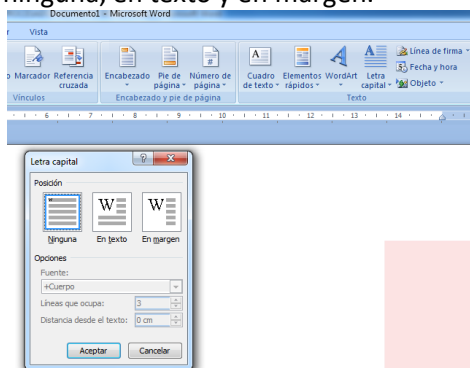 ninguna, en texto y en margen.
Documento1 - Microsoft Word
Vista
Marcador Referencia cruzada
Encabezado Pie de página Número de página
Cuadro de texto Elementos rápidos WordArt Letra capital
Línea de firma
Fecha y hora
Objeto
Vínculos Encabezado y pie de página Texto
6 7 8 9 10 11 12 13 14
Letra capital
Posición
Ninguna En texto En margen
Opciones
Fuente:
+Cuerpo
Líneas que ocupa: 3
Distancia desde el texto: 0 cm
Aceptar Cancelar